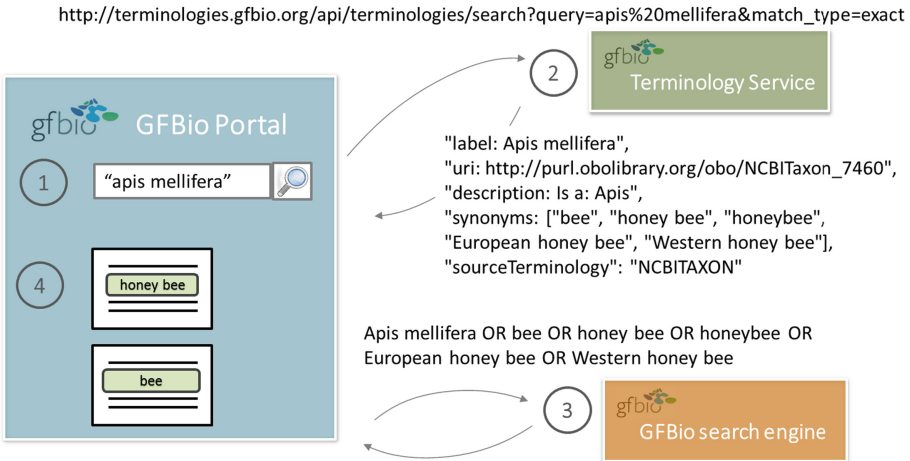 http://terminologies.gfbio.org/api/terminologies/search?query=apis%20mellifera&match_type=exact
gfbio
GFBio Portal
1
“apis mellifera”
2
gfbio
Terminology Service
"label: Apis mellifera",
"uri: http://purl.obolibrary.org/obo/NCBITaxon_7460",
"description: Is a: Apis",
"synonyms: ["bee", "honey bee", "honeybee",
"European honey bee", "Western honey bee"],
"sourceTerminology": "NCBITAXON"
4
honey bee
bee
Apis mellifera OR bee OR honey bee OR honeybee OR
European honey bee OR Western honey bee
3
gfbio
GFBio search engine